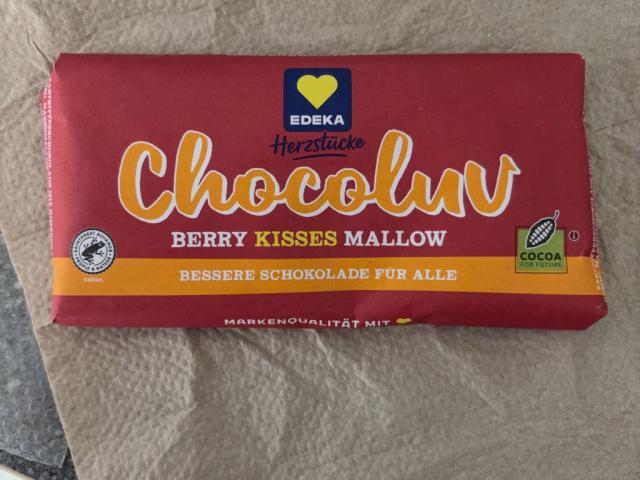 EDEKA
Herzstücke
Chocoluv
BERRY KISSES MALLOW
COCOA
FOR FUTURE
BESSERE SCHOKOLADE FÜR ALLE
MARKENQUALITÄT MIT